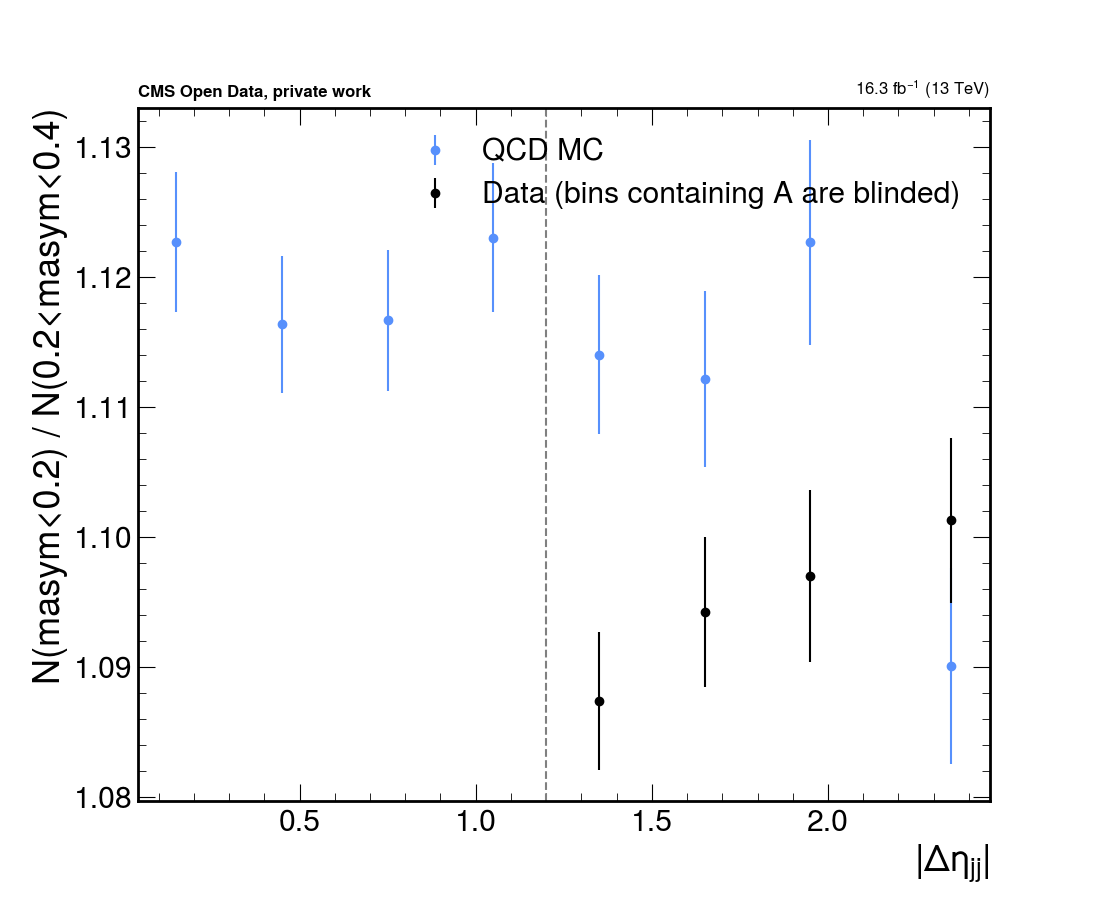 CMS Open Data, private work
16.3 fb⁻¹ (13 TeV)
N(masym<0.2) / N(0.2<masym<0.4)
1.13
1.12
1.11
1.10
1.09
1.08
QCD MC
Data (bins containing A are blinded)
0.5
1.0
1.5
2.0
|Δη_jj|